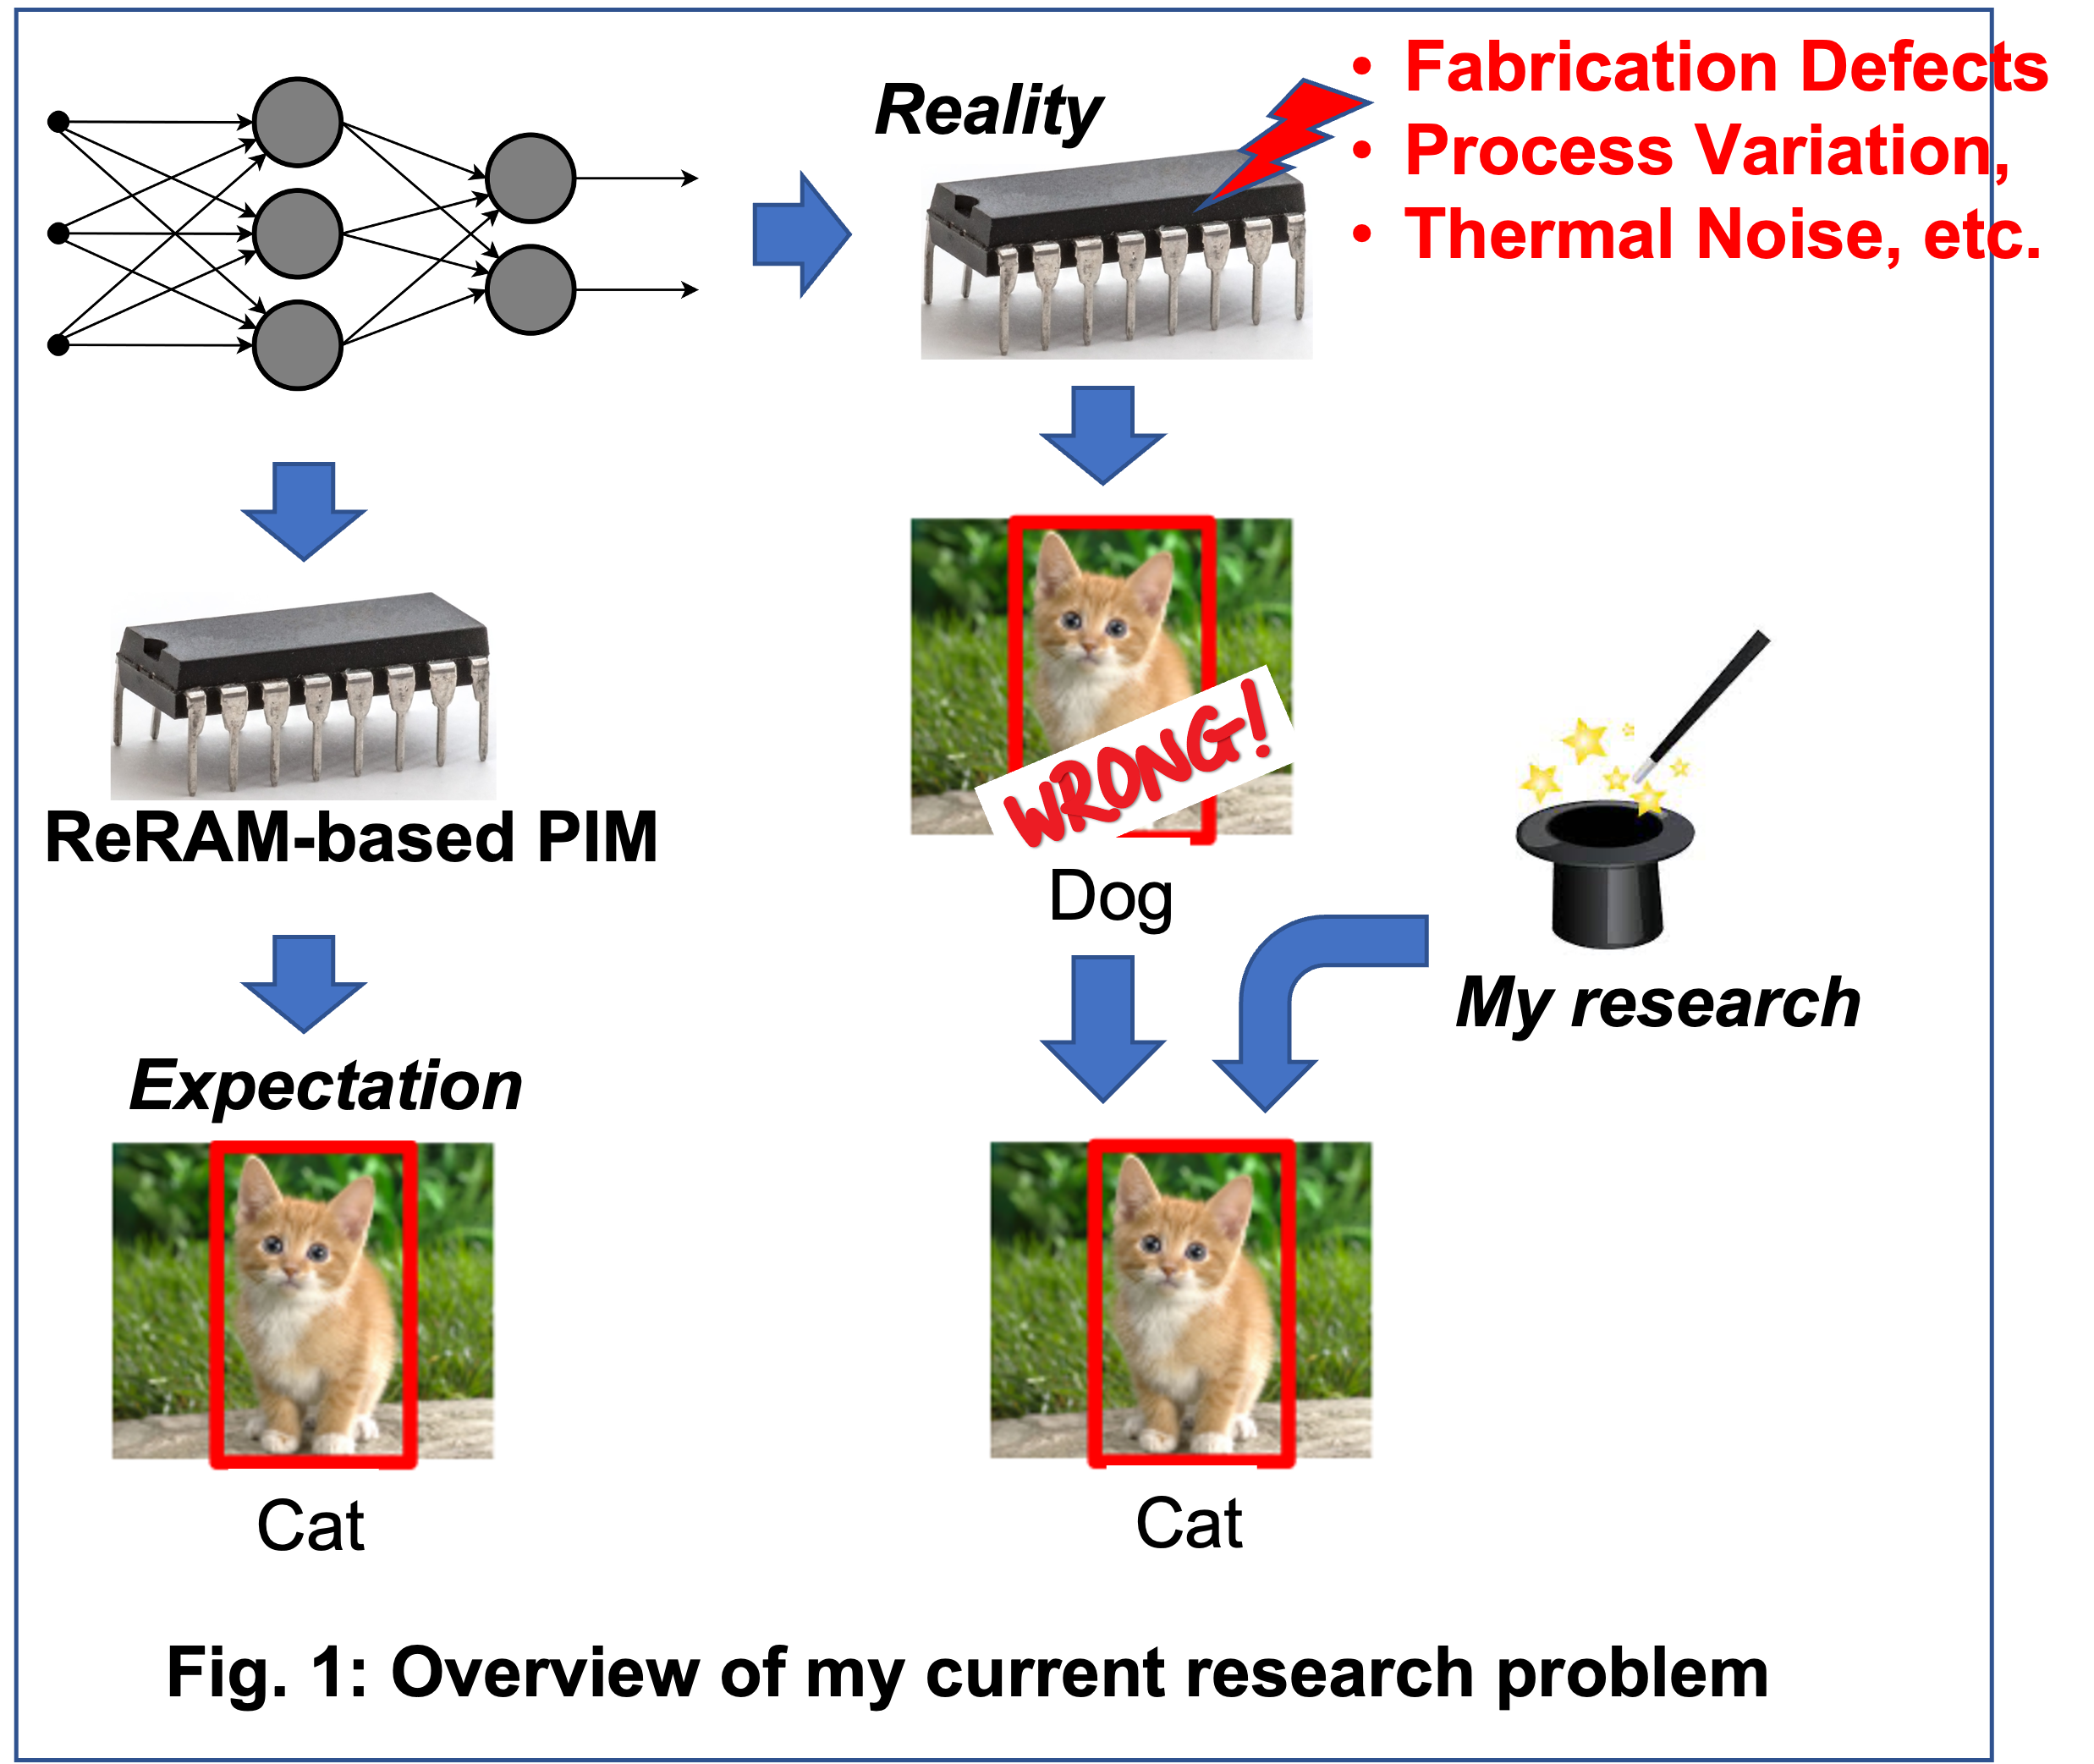 Reality
• Fabrication Defects
• Process Variation,
• Thermal Noise, etc.
ReRAM-based PIM
WRONG!
Dog
My research
Expectation
Cat
Cat
Fig. 1: Overview of my current research problem